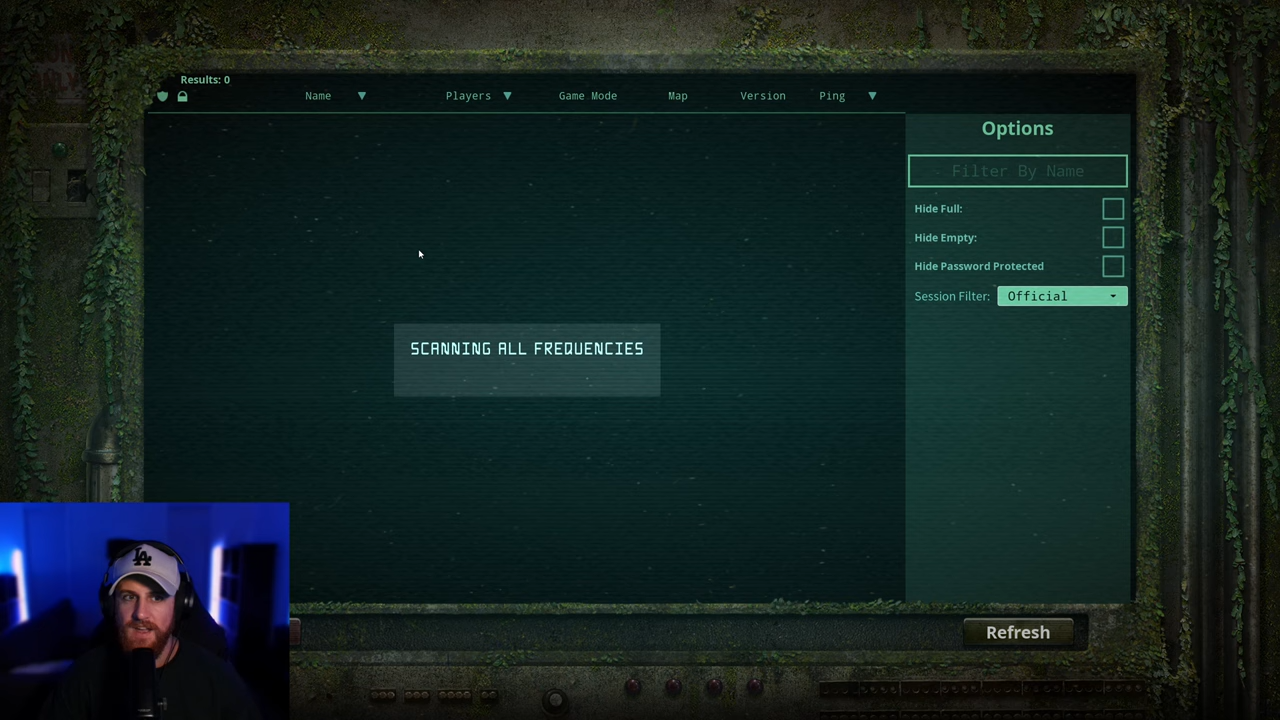 Results: 0
Name Players Game Mode Map Version Ping
Options
Filter By Name
Hide Full:
Hide Empty:
Hide Password Protected
Session Filter: Official
SCANNING ALL FREQUENCIES
LA
Refresh